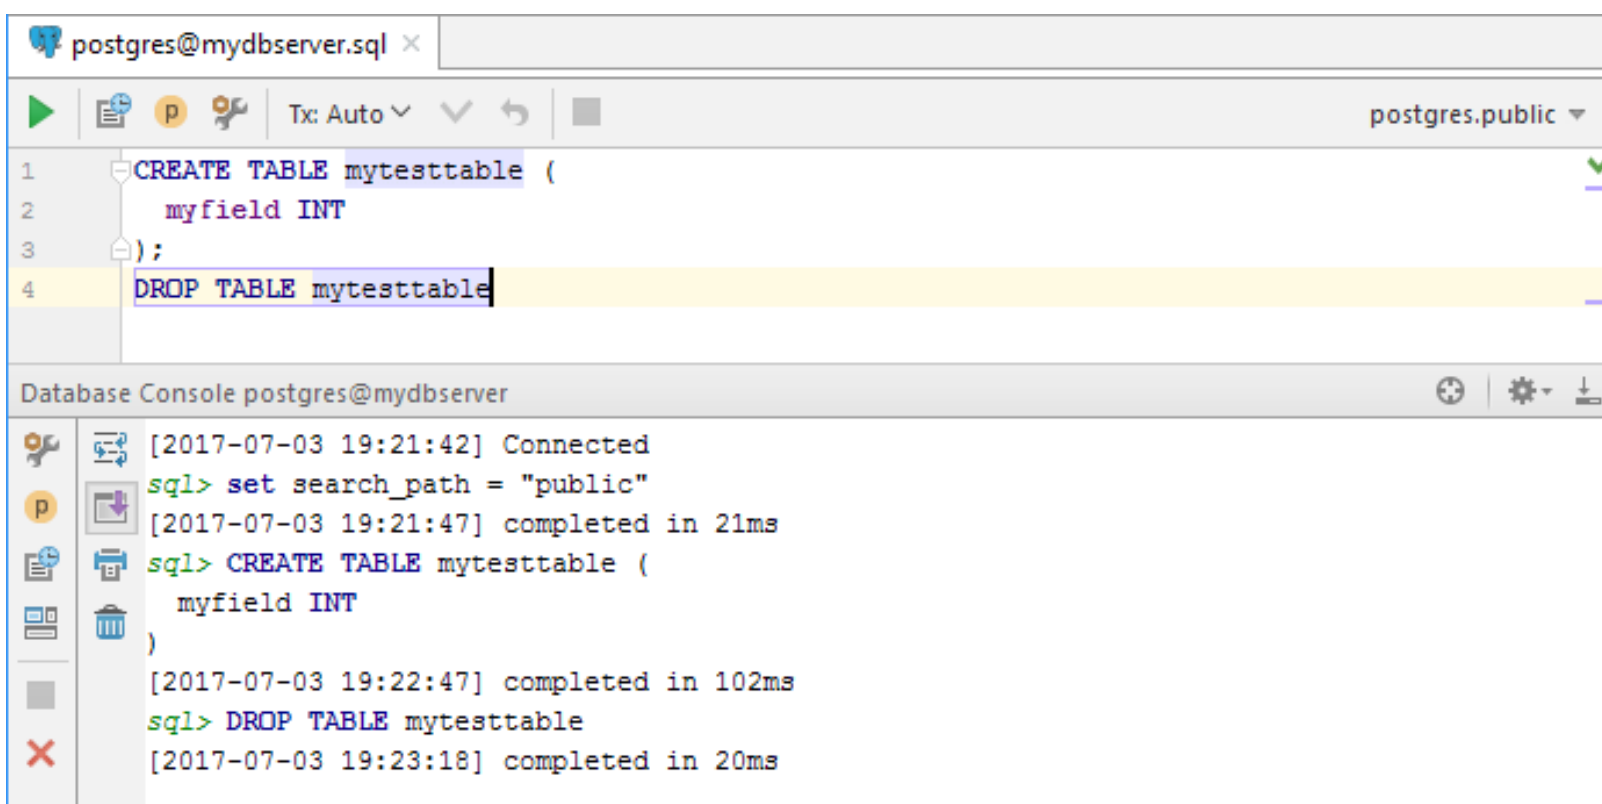 postgres@mydbserver.sql
p Tx: Auto postgres.public
1 CREATE TABLE mytesttable (
2 myfield INT
3 );
4 DROP TABLE mytesttable
Database Console postgres@mydbserver
[2017-07-03 19:21:42] Connected
sql> set search_path = "public"
p
[2017-07-03 19:21:47] completed in 21ms
sql> CREATE TABLE mytesttable (
myfield INT
)
[2017-07-03 19:22:47] completed in 102ms
sql> DROP TABLE mytesttable
[2017-07-03 19:23:18] completed in 20ms